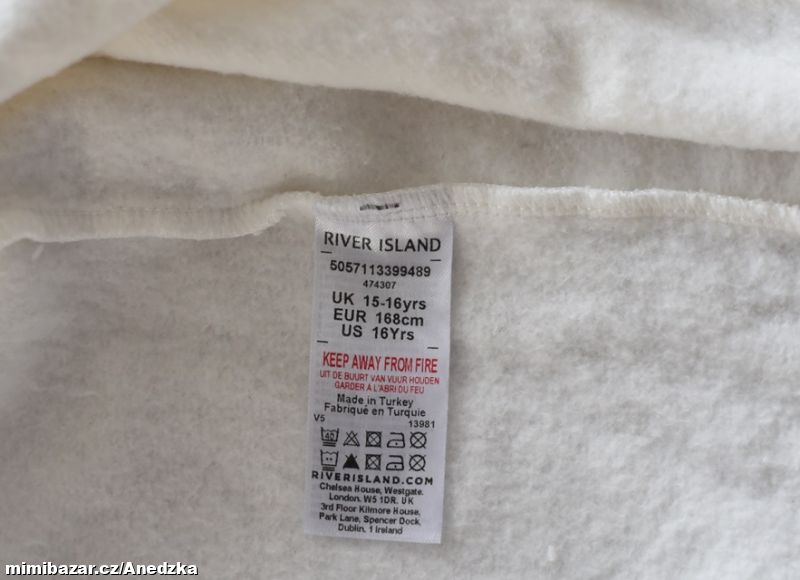 RIVER ISLAND
5057113399489
474307
UK 15-16yrs
EUR 168cm
US 16Yrs
KEEP AWAY FROM FIRE
UIT DE BUURT VAN VUUR HOUDEN
GARDER A L'ABRI DU FEU
Made in Turkey
Fabriqué en Turquie
V5 13981
40
RIVERISLAND.COM
Chelsea House, Westgate,
London. W5 1DR. UK
3rd Floor Kilmore House,
Park Lane, Spencer Dock,
Dublin, 1 Ireland
mimibazar.cz/Anedzka